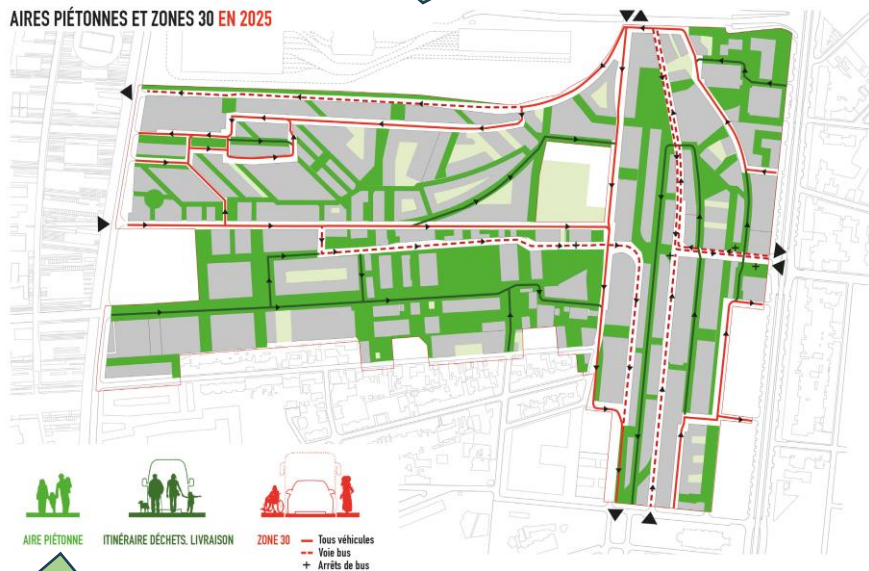 AIRES PIÉTONNES ET ZONES 30 EN 2025
AIRE PIÉTONNE
ITINÉRAIRE DÉCHETS, LIVRAISON
ZONE 30
Tous véhicules
Voie bus
+ Arrêts de bus